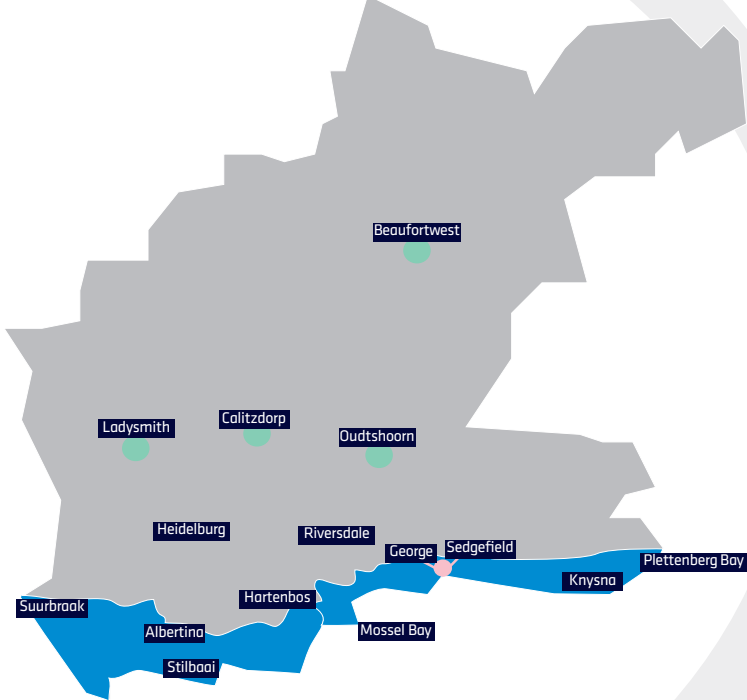 Beaufortwest
Calitzdorp
Ladysmith
Oudtshoorn
Heidelburg
Riversdale
George
Sedgefield
Plettenberg Bay
Knysna
Hartenbos
Suurbraak
Albertina
Mossel Bay
Stilbaai